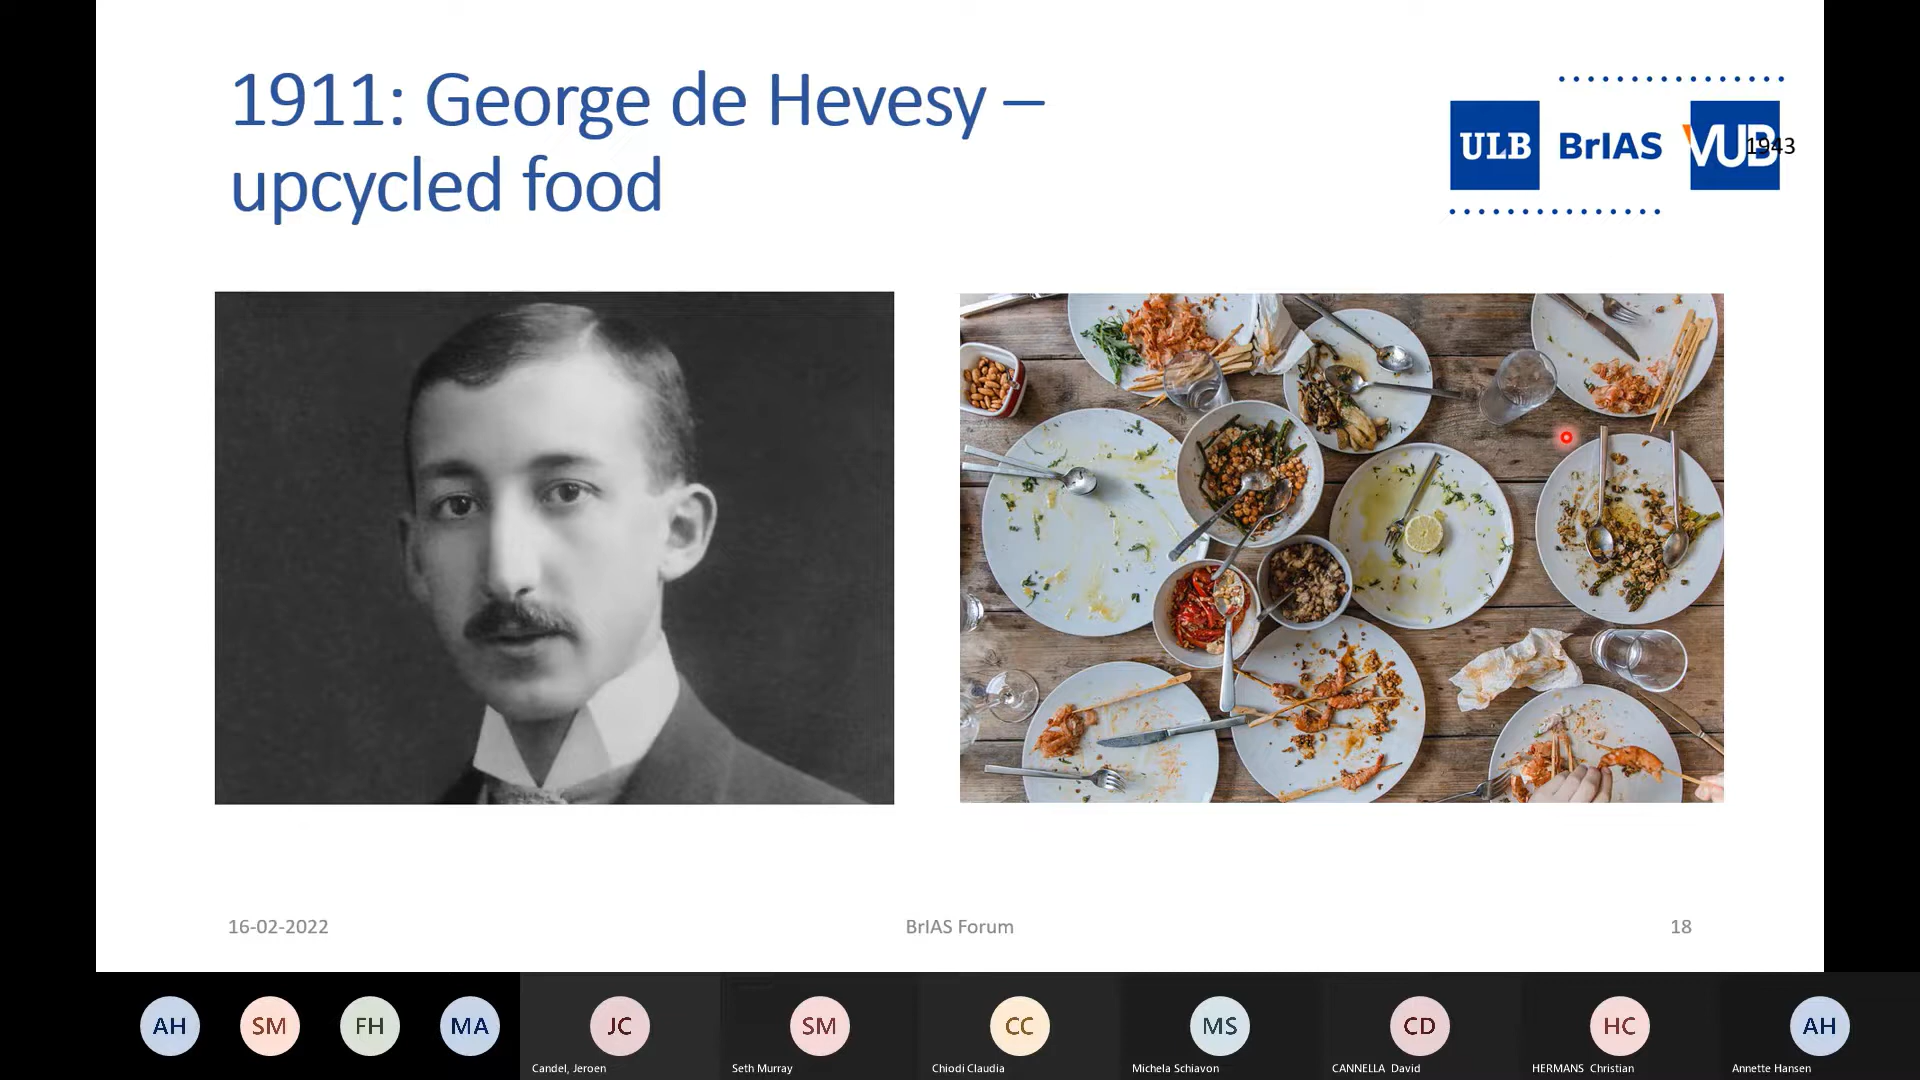 1911: George de Hevesy –
upcycled food
ULB BrIAS VUB
1943
16-02-2022 BrIAS Forum 18
AH SM FH MA JC SM CC MS CD HC AH
Candel, Jeroen Seth Murray Chiodi Claudia Michela Schiavon CANNELLA David HERMANS Christian Annette Hansen